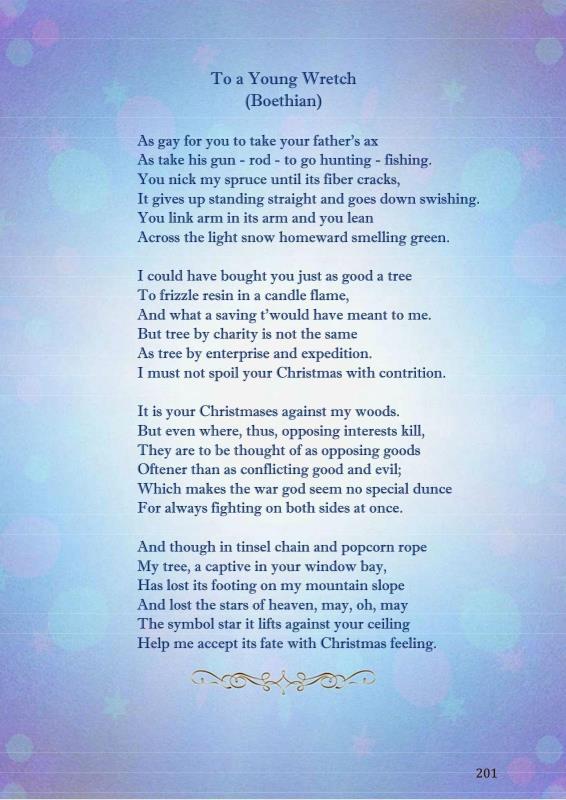 To a Young Wretch
(Boethian)
As gay for you to take your father's ax
As take his gun - rod - to go hunting - fishing.
You nick my spruce until its fiber cracks,
It gives up standing straight and goes down swishing.
You link arm in its arm and you lean
Across the light snow homeward smelling green.
I could have bought you just as good a tree
To frizzle resin in a candle flame,
And what a saving t'would have meant to me.
But tree by charity is not the same
As tree by enterprise and expedition.
I must not spoil your Christmas with contrition.
It is your Christmases against my woods.
But even where, thus, opposing interests kill,
They are to be thought of as opposing goods
Oftener than as conflicting good and evil;
Which makes the war god seem no special dunce
For always fighting on both sides at once.
And though in tinsel chain and popcorn rope
My tree, a captive in your window bay,
Has lost its footing on my mountain slope
And lost the stars of heaven, may, oh, may
The symbol star it lifts against your ceiling
Help me accept its fate with Christmas feeling.
201